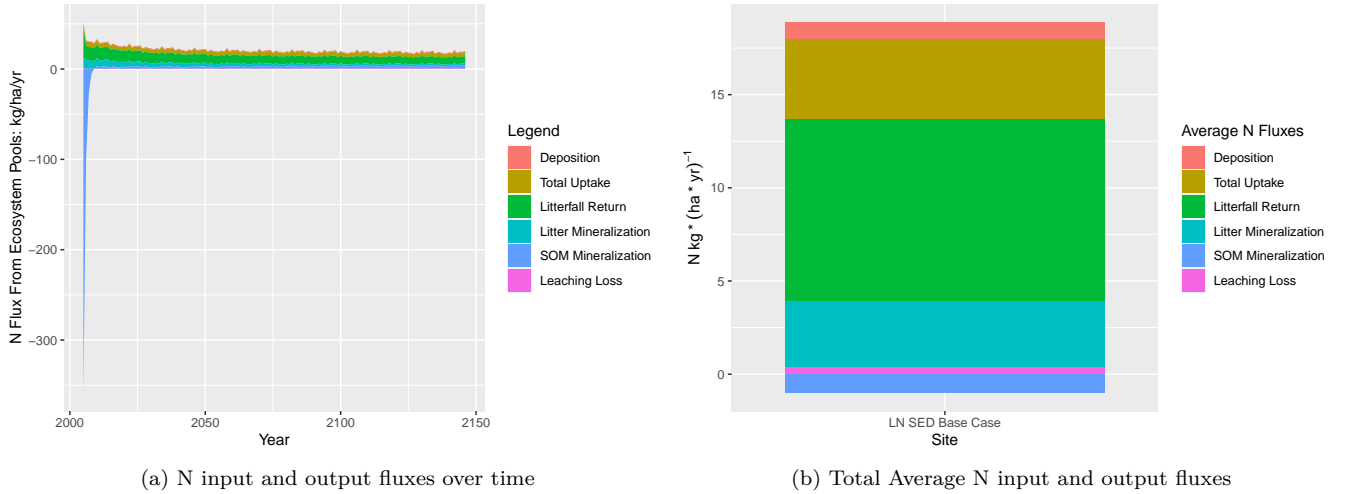 N Flux From Ecosystem Pools: kg/ha/yr
0
−100
−200
−300
2000
2050
2100
2150
Year
Legend
Deposition
Total Uptake
Litterfall Return
Litter Mineralization
SOM Mineralization
Leaching Loss
(a) N input and output fluxes over time
N kg * (ha * yr)⁻¹
15
10
5
0
LN SED Base Case
Site
Average N Fluxes
Deposition
Total Uptake
Litterfall Return
Litter Mineralization
SOM Mineralization
Leaching Loss
(b) Total Average N input and output fluxes